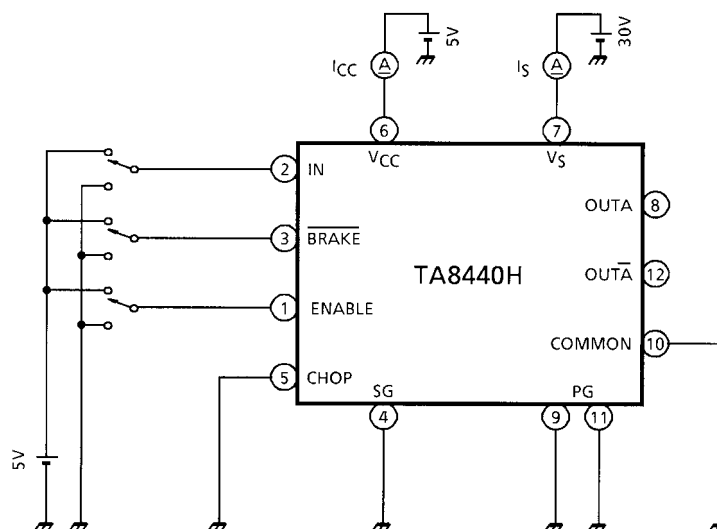 5V
30V
ICC A
IS A
6
7
VCC
VS
2 IN
OUTA 8
3 B̅R̅A̅K̅E̅
TA8440H
OUTA̅ 12
1 ENABLE
COMMON 10
5 CHOP
SG
PG
4
9
11
5V